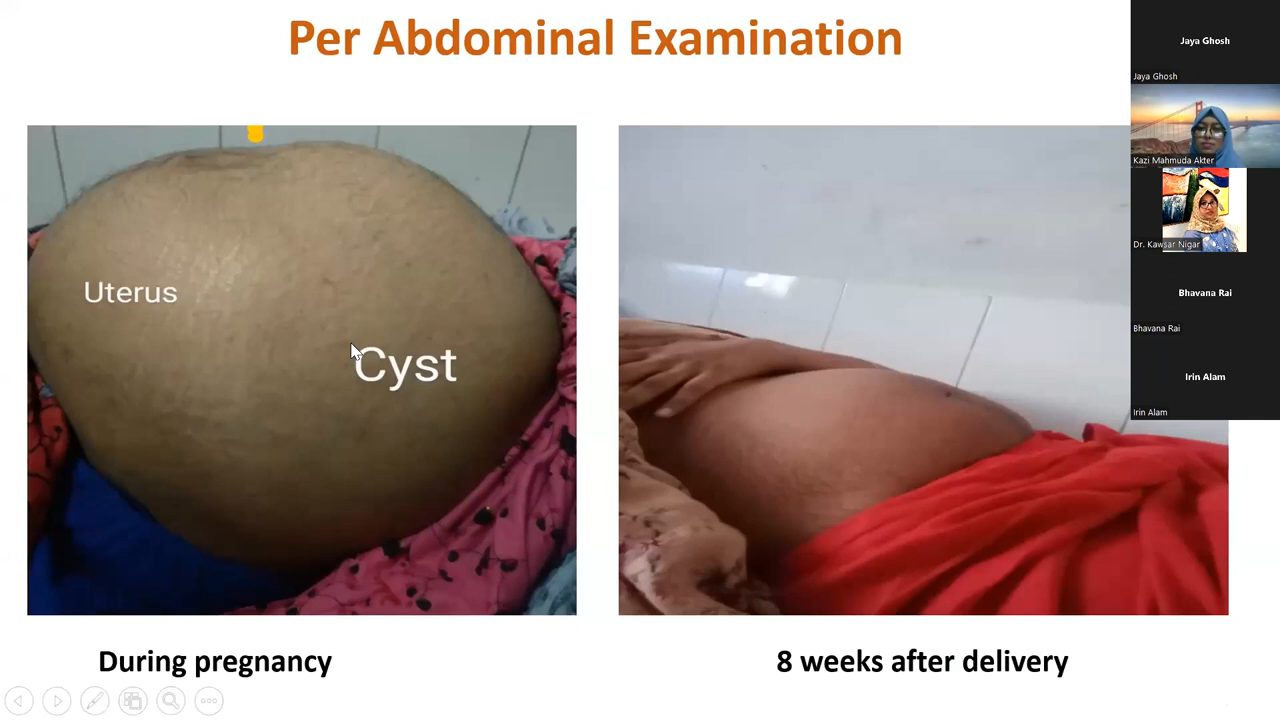 Per Abdominal Examination
Uterus
Cyst
During pregnancy
8 weeks after delivery
Jaya Ghosh
Jaya Ghosh
Kazi Mahmuda Akter
Dr. Kawsar Nigar
Bhavana Rai
Bhavana Rai
Irin Alam
Irin Alam